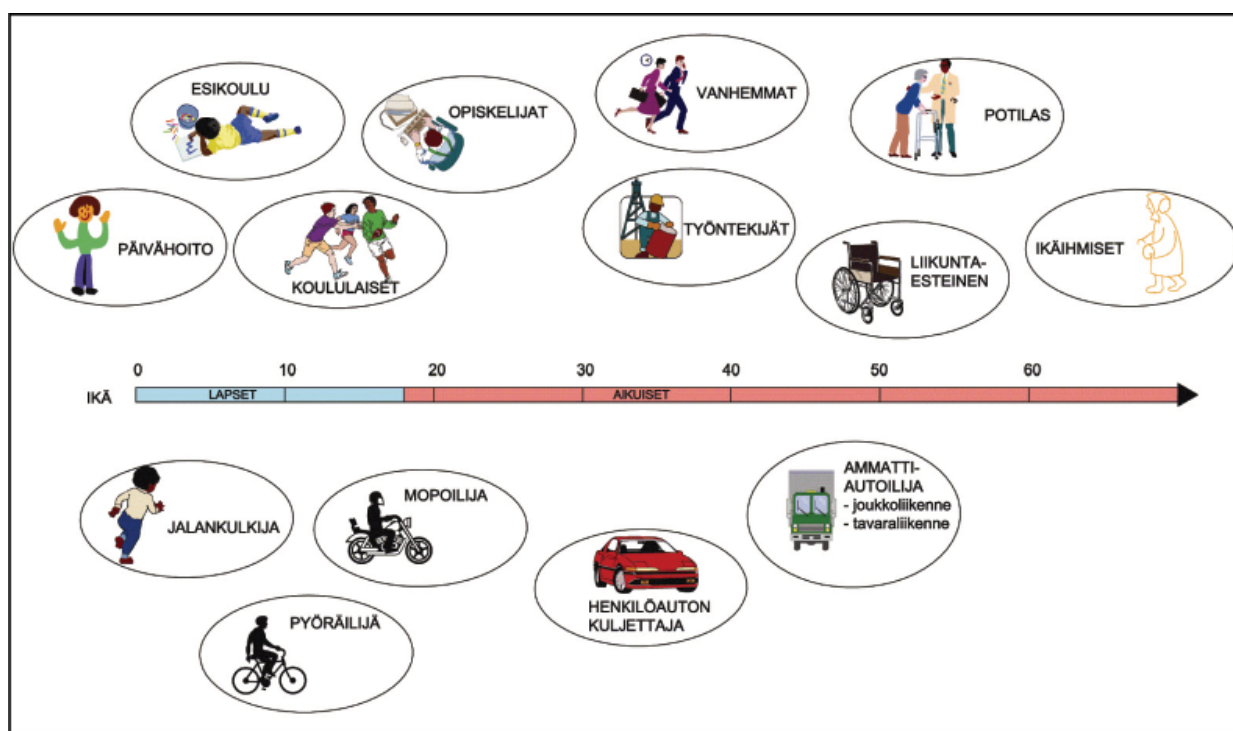 ESIKOULU
OPISKELIJAT
VANHEMMAT
POTILAS
PÄIVÄHOITO
KOULULAISET
TYÖNTEKIJÄT
LIIKUNTA-
ESTEINEN
IKÄIHMISET
0 10 20 30 40 50 60
IKÄ LAPSET AIKUISET
JALANKULKIJA
MOPOILIJA
AMMATTI-
AUTOILIJA
- joukkoliikenne
- tavaraliikenne
HENKILÖAUTON
KULJETTAJA
PYÖRÄILIJÄ